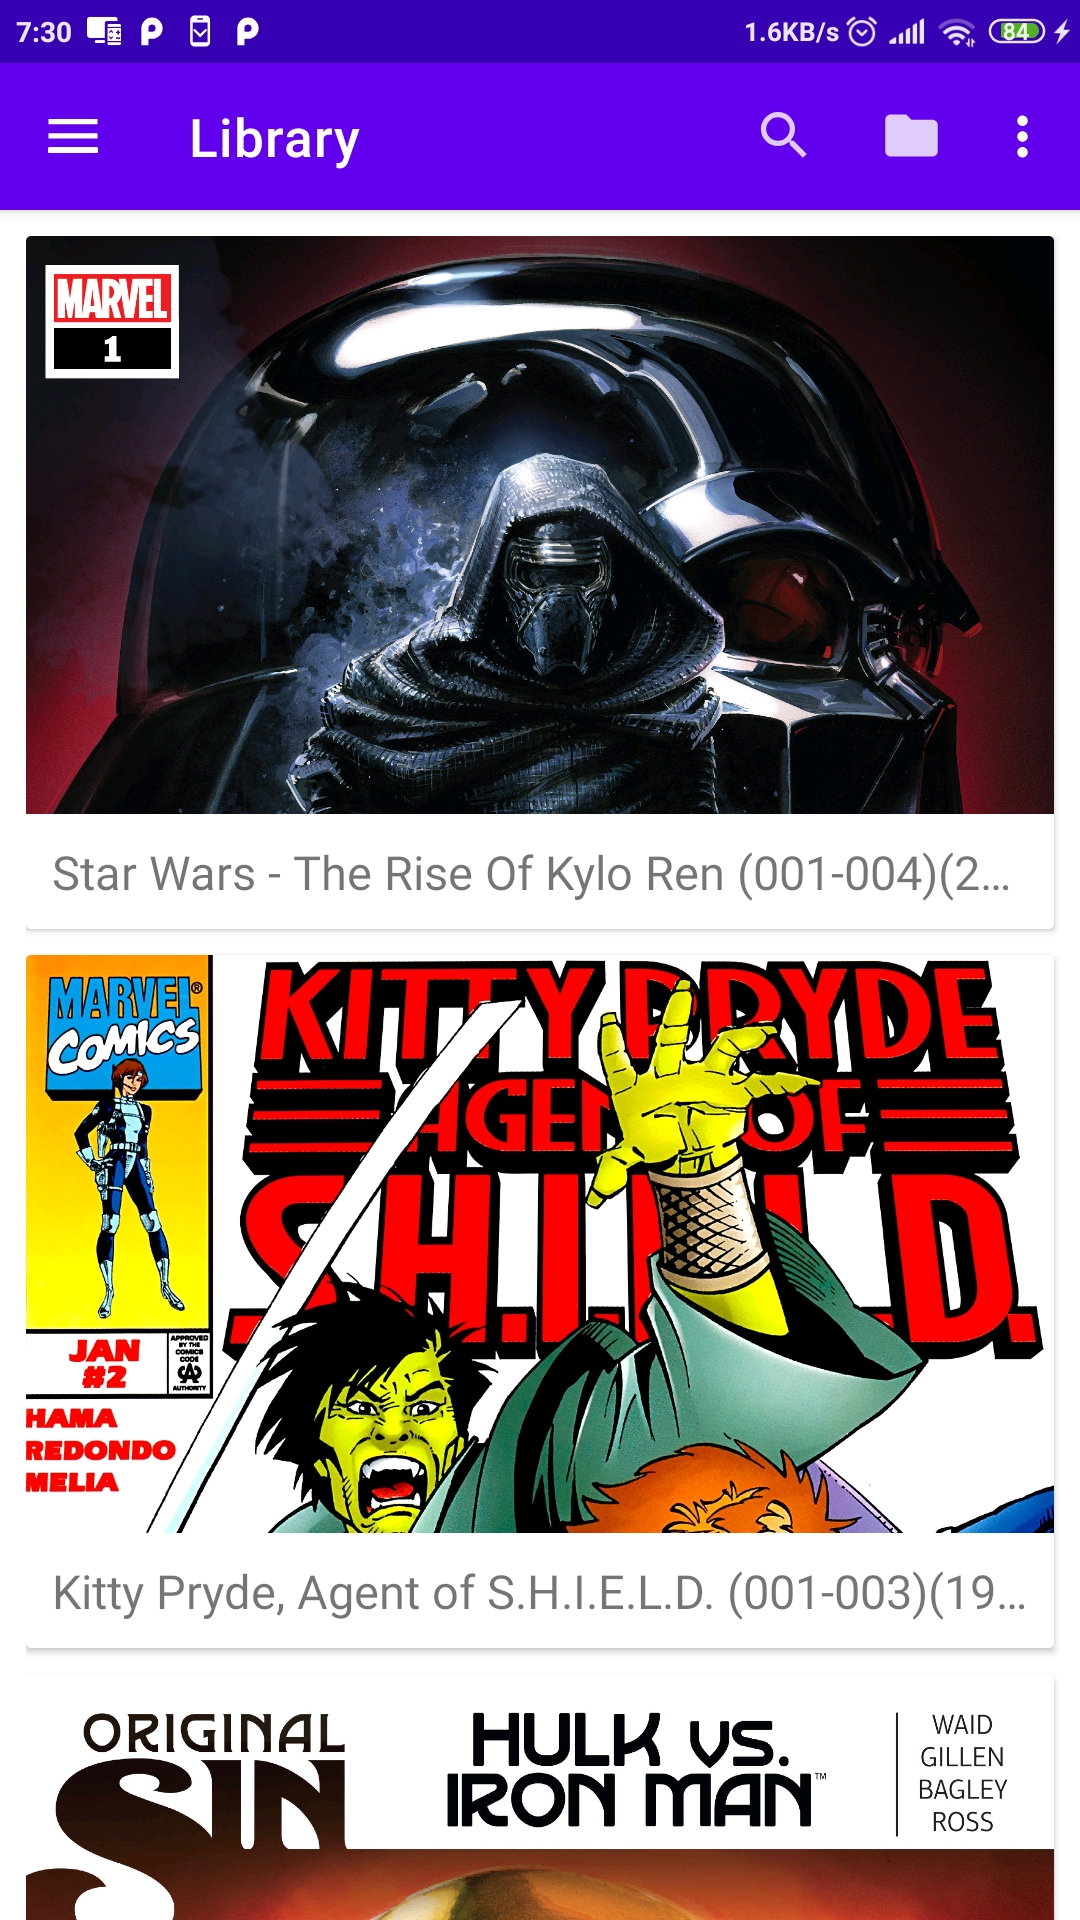 7:30
1.6KB/s
84
Library
MARVEL
1
Star Wars - The Rise Of Kylo Ren (001-004)(2...
MARVEL®
COMICS
KITTY PRYDE
AGENT OF
S.H.I.E.L.D.
JAN
#2
APPROVED
BY THE
COMICS
CODE
CA
AUTHORITY
HAMA
REDONDO
MELIA
Kitty Pryde, Agent of S.H.I.E.L.D. (001-003)(19...
ORIGINAL
SIN
HULK VS.
IRON MAN™
WAID
GILLEN
BAGLEY
ROSS